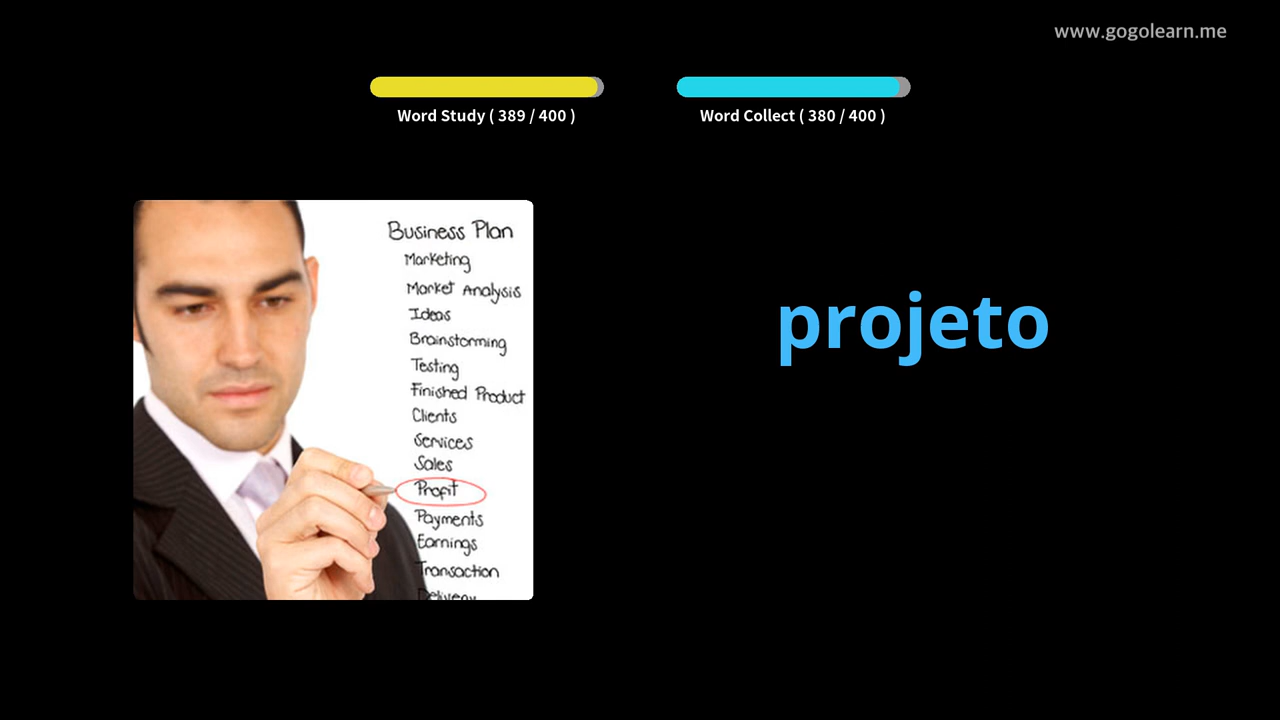 www.gogolearn.me
Word Study ( 389 / 400 )
Word Collect ( 380 / 400 )
Business Plan
Marketing
Market Analysis
Ideas
Brainstorming
Testing
Finished Product
Clients
Services
Sales
Profit
Payments
Earnings
Transaction
Delivery
projeto